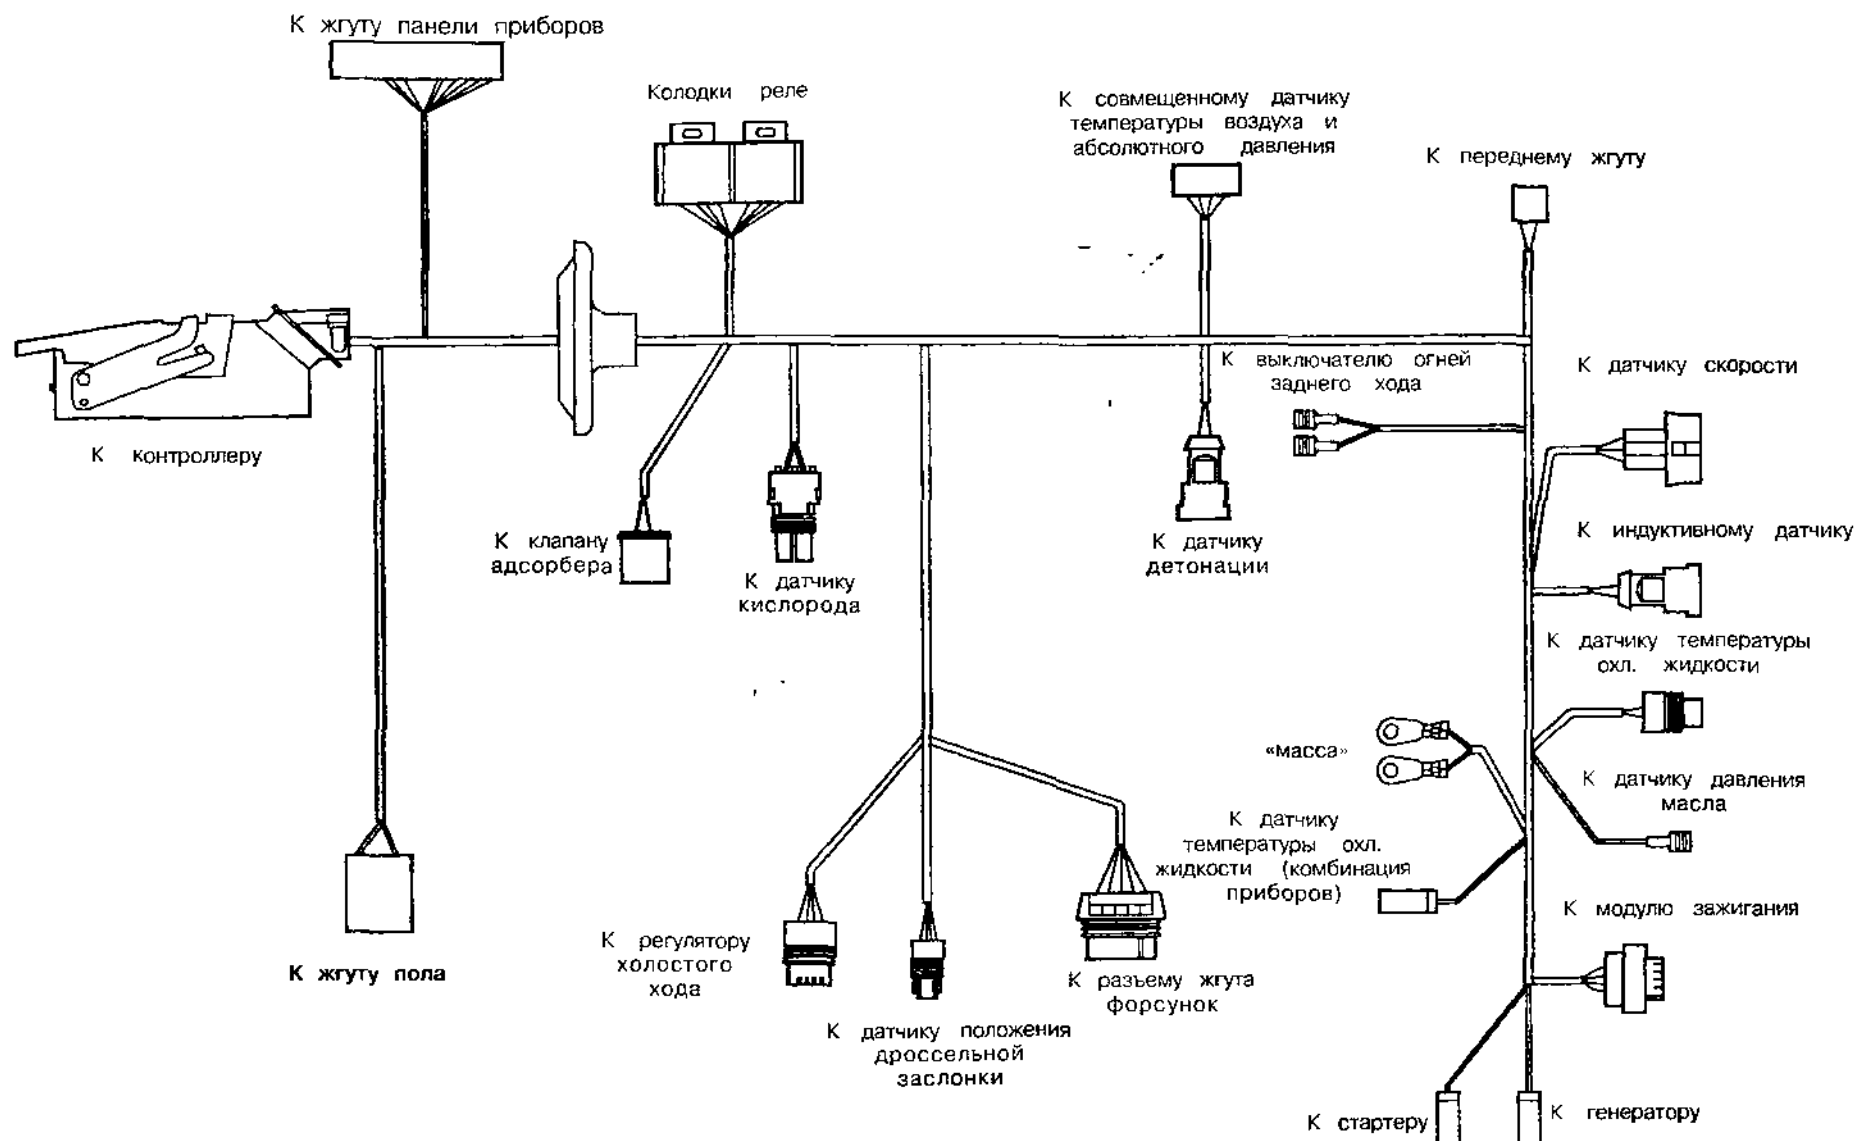 К жгуту панели приборов
Колодки реле
К совмещенному датчику
температуры воздуха и
абсолютного давления
К переднему жгуту
К контроллеру
К выключателю огней
заднего хода
К датчику скорости
К клапану
адсорбера
К датчику
кислорода
К датчику
детонации
К индуктивному датчику
К датчику температуры
охл. жидкости
«масса»
К датчику давления
масла
К датчику
температуры охл.
жидкости (комбинация
приборов)
К модулю зажигания
К жгуту пола
К регулятору
холостого
хода
К датчику положения
дроссельной
заслонки
К разъему жгута
форсунок
К стартеру
К генератору